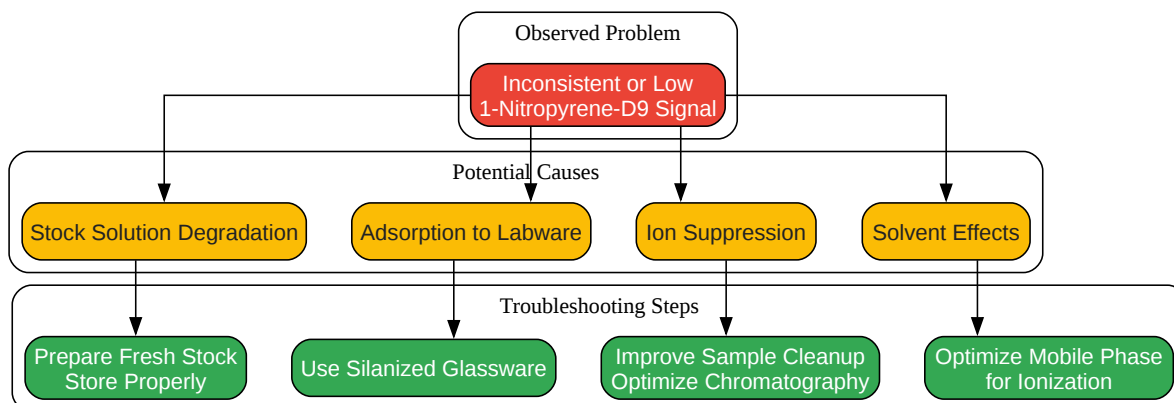 Observed Problem
Inconsistent or Low
1-Nitropyrene-D9 Signal
Potential Causes
Stock Solution Degradation
Adsorption to Labware
Ion Suppression
Solvent Effects
Troubleshooting Steps
Prepare Fresh Stock
Store Properly
Use Silanized Glassware
Improve Sample Cleanup
Optimize Chromatography
Optimize Mobile Phase
for Ionization